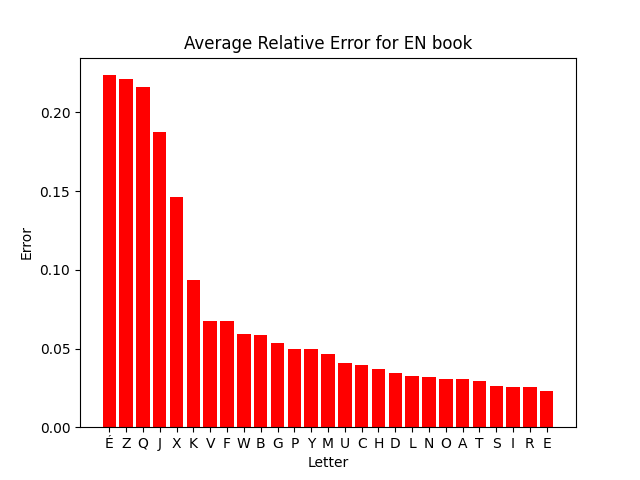 Average Relative Error for EN book
0.20
0.15
0.10
0.05
0.00
Error
É Z Q J X K V F W B G P Y M U C H D L N O A T S I R E
Letter